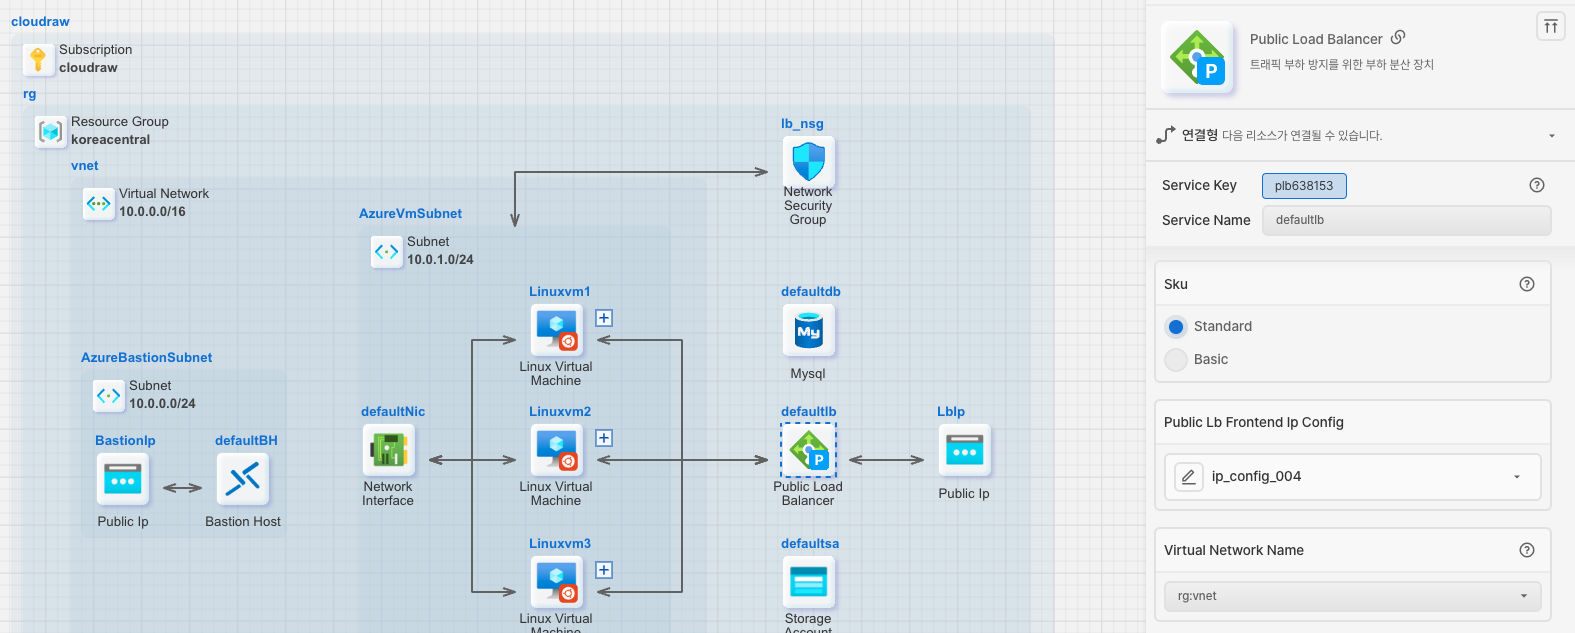 cloudraw
Subscription
cloudraw
rg
Resource Group
koreacentral
vnet
Virtual Network
10.0.0.0/16
AzureVmSubnet
Subnet
10.0.1.0/24
lb_nsg
Network
Security
Group
Linuxvm1
Linux Virtual
Machine
defaultdb
My
Mysql
AzureBastionSubnet
Subnet
10.0.0.0/24
BastionIp
Public Ip
defaultBH
Bastion Host
defaultNic
Network
Interface
Linuxvm2
Linux Virtual
Machine
defaultlb
P
Public Load
Balancer
LbIp
Public Ip
Linuxvm3
Linux Virtual
Machine
defaultsa
Storage
Account
P
Public Load Balancer
트래픽 부하 방지를 위한 부하 분산 장치
연결형 다음 리소스가 연결될 수 있습니다.
Service Key plb638153
Service Name defaultlb
Sku
Standard
Basic
Public Lb Frontend Ip Config
ip_config_004
Virtual Network Name
rg:vnet